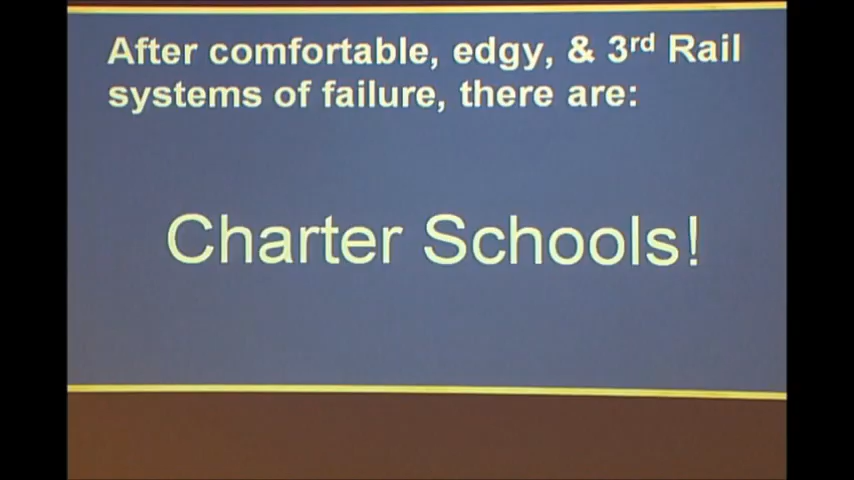 After comfortable, edgy, & 3rd Rail
systems of failure, there are:
Charter Schools!